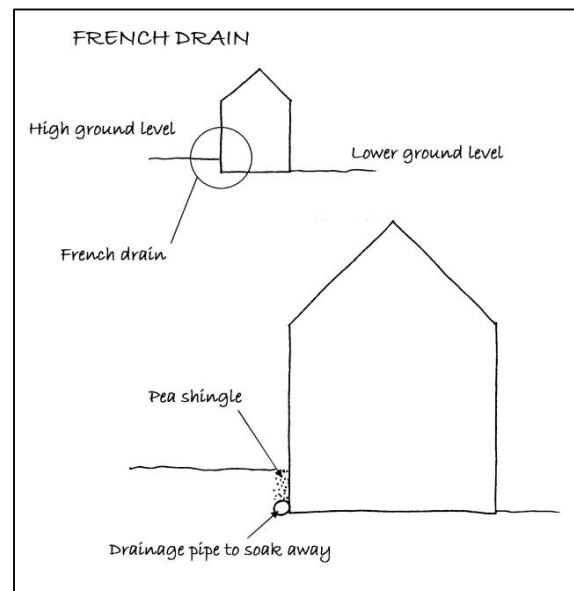 FRENCH DRAIN
High ground level
Lower ground level
French drain
Pea shingle
Drainage pipe to soak away